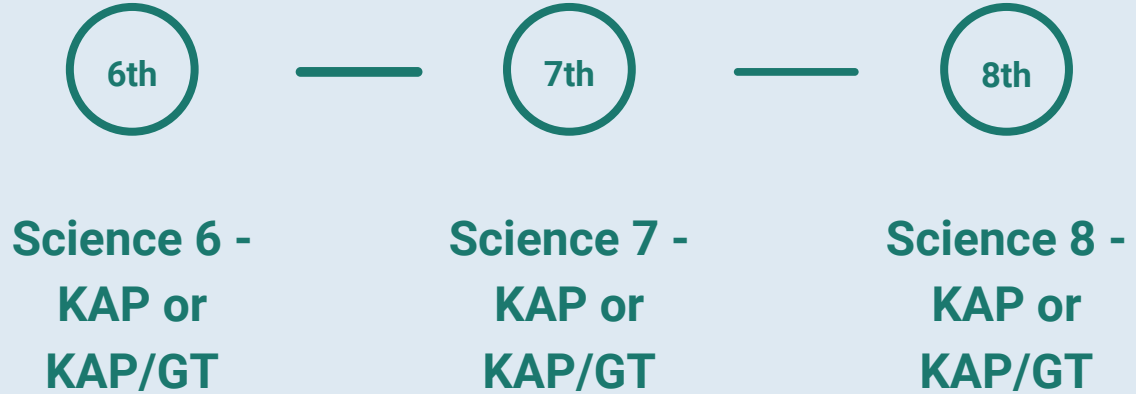 6th
7th
8th
Science 6 -
KAP or
KAP/GT
Science 7 -
KAP or
KAP/GT
Science 8 -
KAP or
KAP/GT